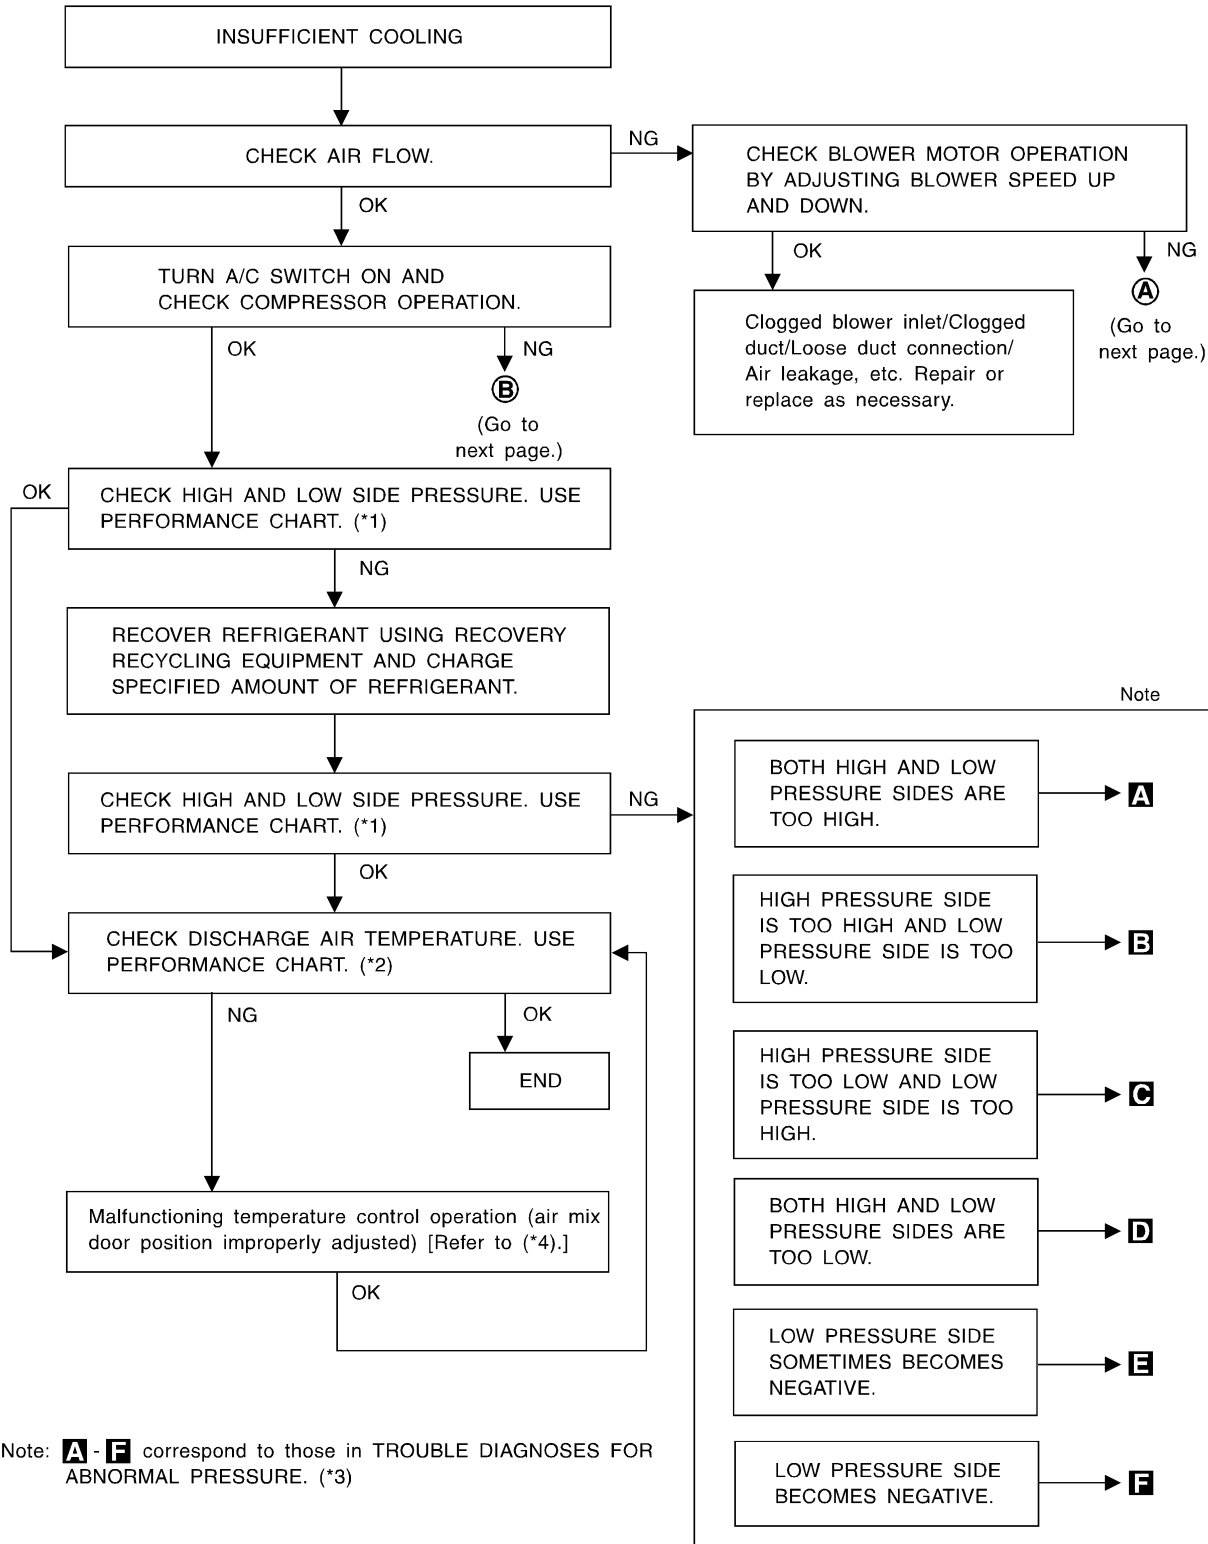 INSUFFICIENT COOLING
CHECK AIR FLOW.
NG
CHECK BLOWER MOTOR OPERATION
BY ADJUSTING BLOWER SPEED UP
AND DOWN.
OK
OK
NG
A
(Go to
next page.)
Clogged blower inlet/Clogged
duct/Loose duct connection/
Air leakage, etc. Repair or
replace as necessary.
TURN A/C SWITCH ON AND
CHECK COMPRESSOR OPERATION.
OK
NG
B
(Go to
next page.)
OK
CHECK HIGH AND LOW SIDE PRESSURE. USE
PERFORMANCE CHART. (*1)
NG
RECOVER REFRIGERANT USING RECOVERY
RECYCLING EQUIPMENT AND CHARGE
SPECIFIED AMOUNT OF REFRIGERANT.
CHECK HIGH AND LOW SIDE PRESSURE. USE
PERFORMANCE CHART. (*1)
NG
OK
CHECK DISCHARGE AIR TEMPERATURE. USE
PERFORMANCE CHART. (*2)
NG
OK
END
Malfunctioning temperature control operation (air mix
door position improperly adjusted) [Refer to (*4).]
OK
Note
BOTH HIGH AND LOW
PRESSURE SIDES ARE
TOO HIGH.
A
HIGH PRESSURE SIDE
IS TOO HIGH AND LOW
PRESSURE SIDE IS TOO
LOW.
B
HIGH PRESSURE SIDE
IS TOO LOW AND LOW
PRESSURE SIDE IS TOO
HIGH.
C
BOTH HIGH AND LOW
PRESSURE SIDES ARE
TOO LOW.
D
LOW PRESSURE SIDE
SOMETIMES BECOMES
NEGATIVE.
E
LOW PRESSURE SIDE
BECOMES NEGATIVE.
F
Note: A - F correspond to those in TROUBLE DIAGNOSES FOR
ABNORMAL PRESSURE. (*3)